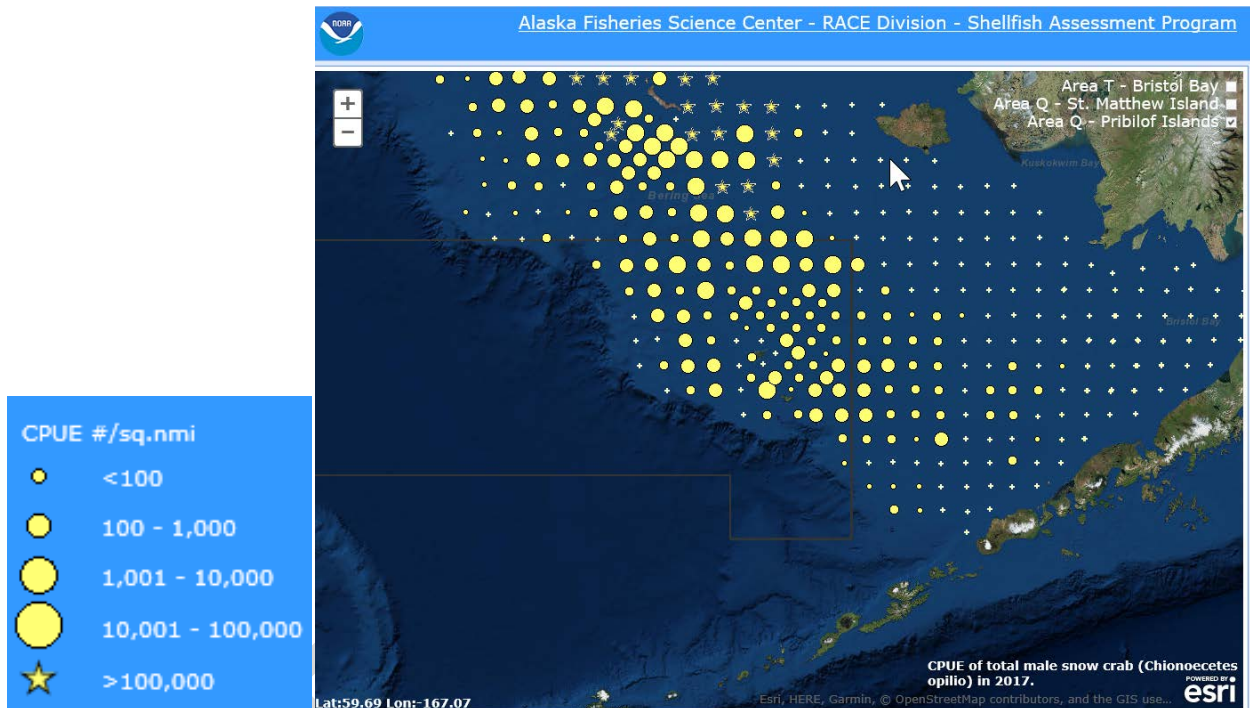 NOAA
Alaska Fisheries Science Center - RACE Division - Shellfish Assessment Program
+
−
Area T - Bristol Bay
Area Q - St. Matthew Island
Area Q - Pribilof Islands
Kuskokwim Bay
Bering Sea
Bristol Bay
CPUE #/sq.nmi
<100
100 - 1,000
1,001 - 10,000
10,001 - 100,000
>100,000
CPUE of total male snow crab (Chionoecetes
opilio) in 2017.
POWERED BY
esri
Esri, HERE, Garmin, © OpenStreetMap contributors, and the GIS use...
Lat:59.69 Lon:-167.07